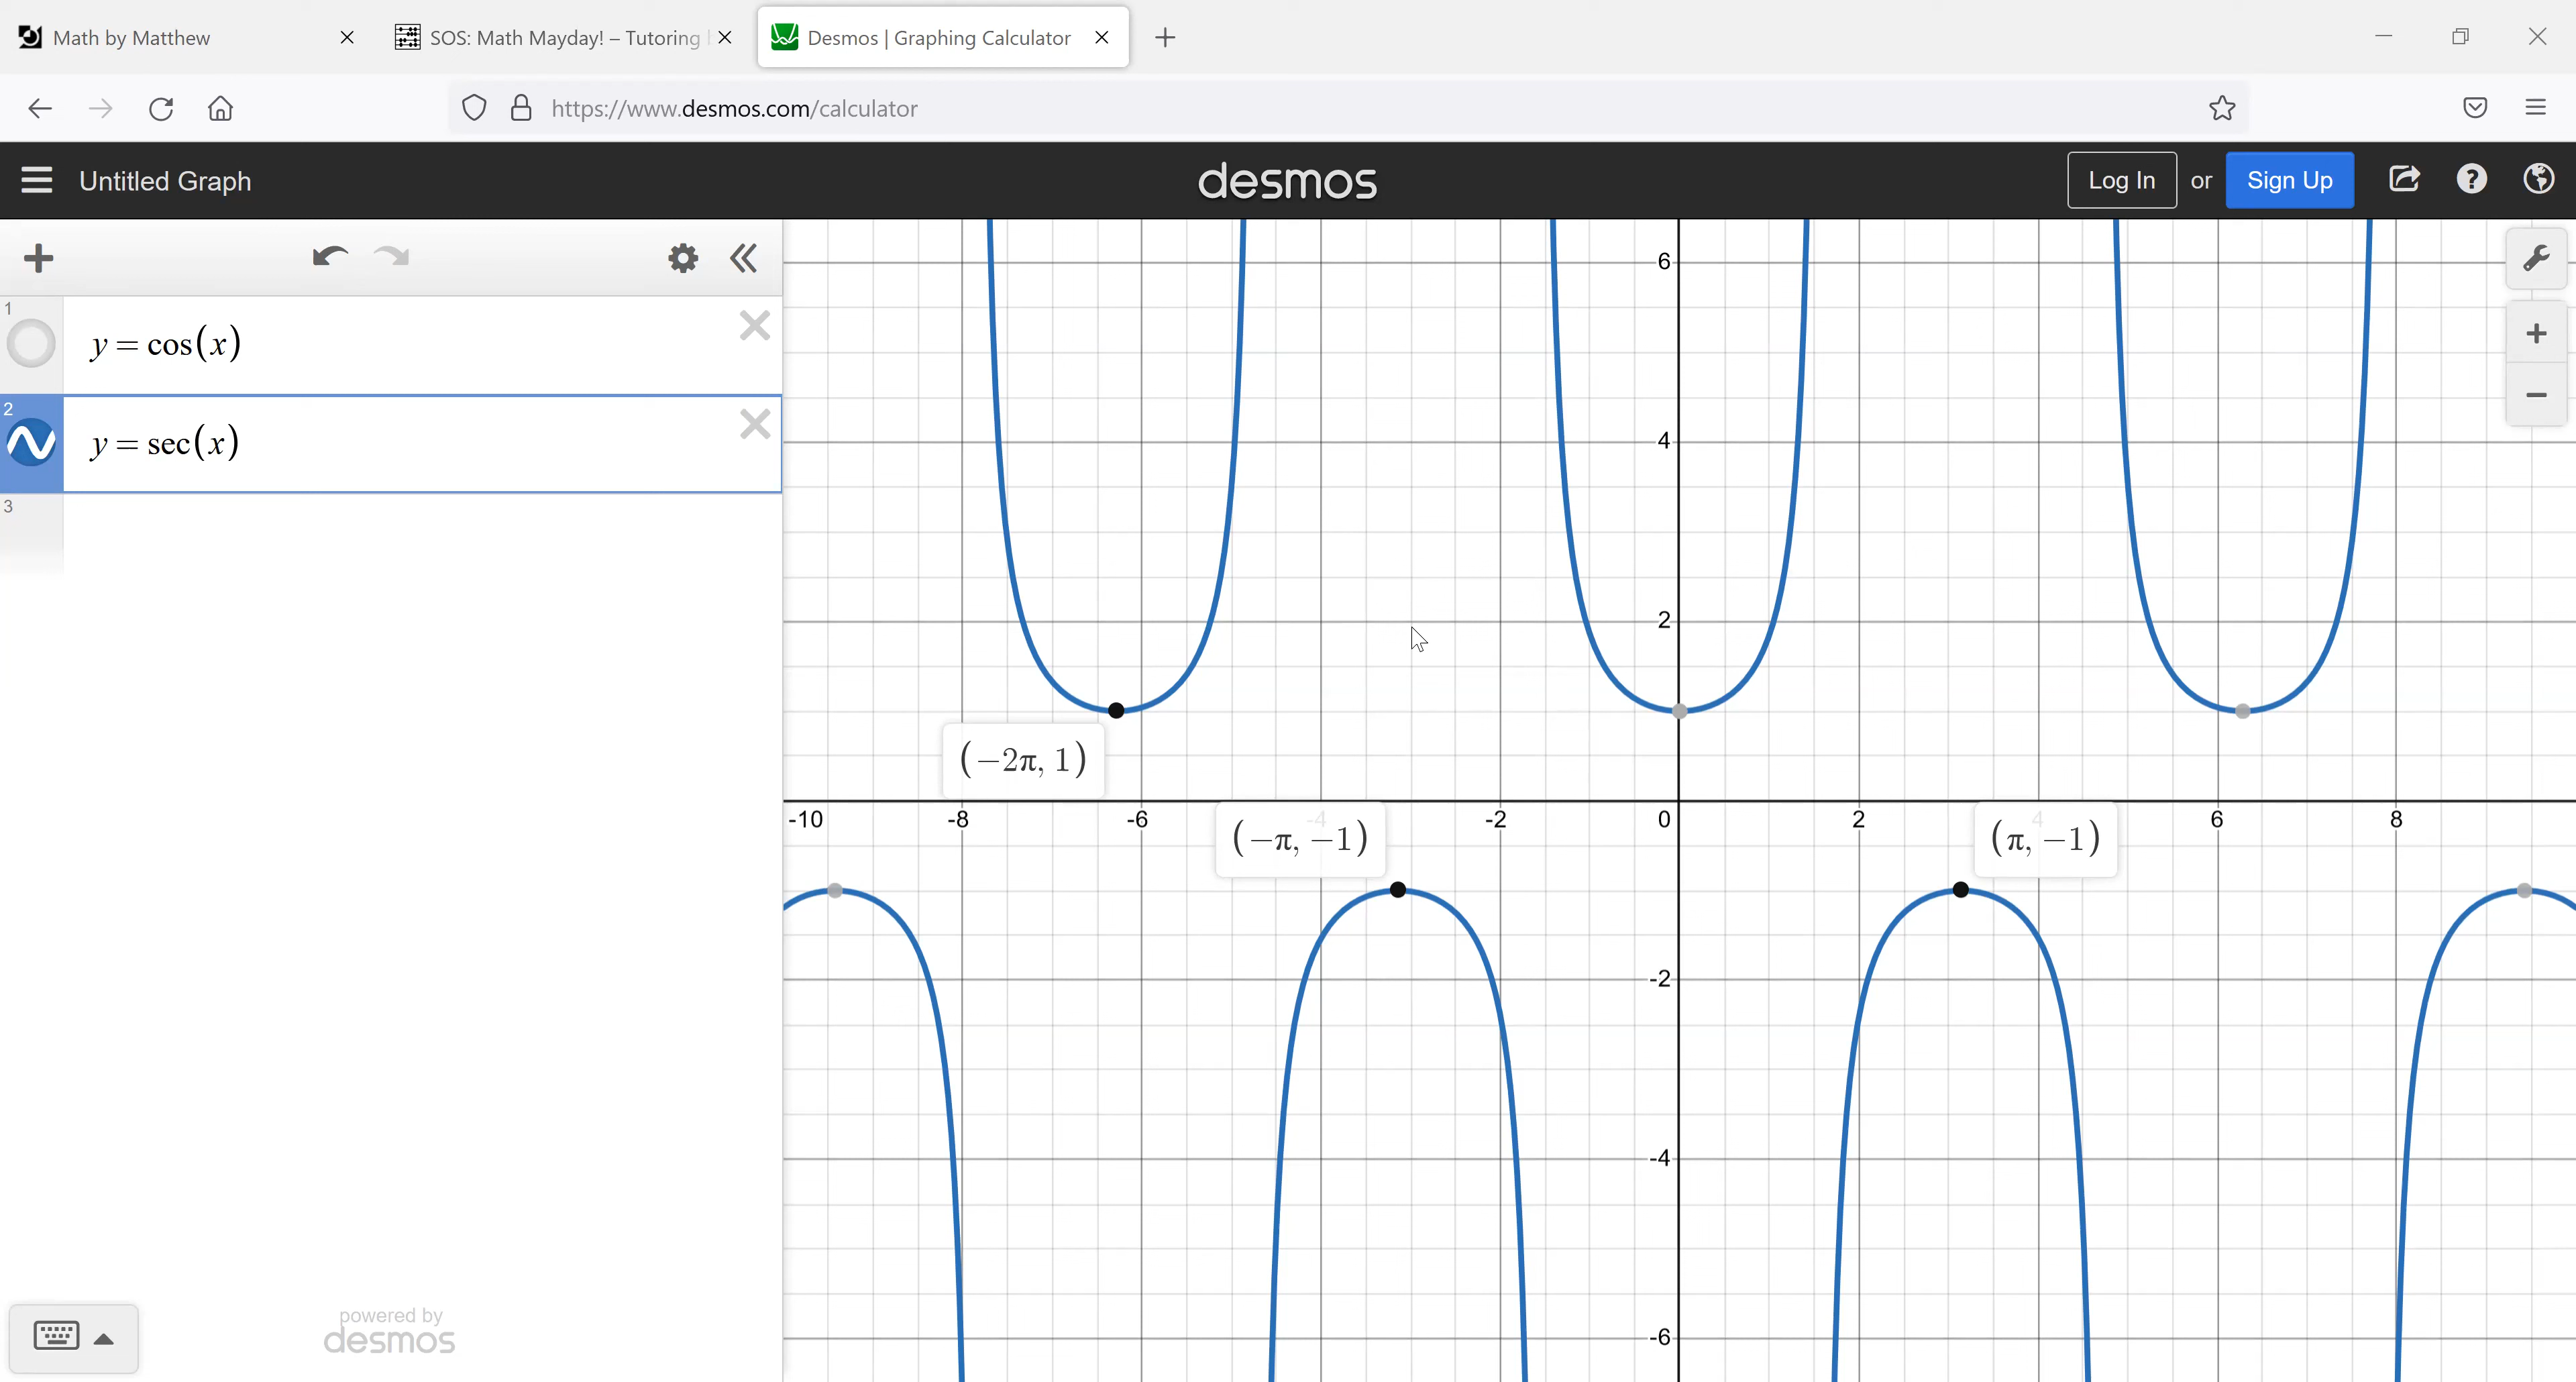 Math by Matthew
SOS: Math Mayday! – Tutoring
Desmos | Graphing Calculator
https://www.desmos.com/calculator
Untitled Graph
desmos
Log In
or
Sign Up
1
y = cos(x)
2
y = sec(x)
3
6
4
2
(−2π, 1)
-10
-8
-6
-4
-2
0
2
4
6
8
(−π, −1)
(π, −1)
-2
-4
-6
powered by
desmos